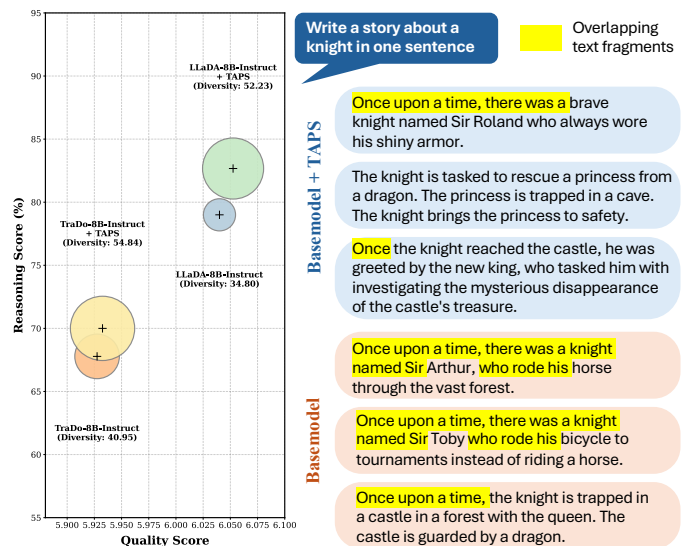 95
90
85
80
75
70
65
60
55
Reasoning Score (%)
5.900 5.925 5.950 5.975 6.000 6.025 6.050 6.075 6.100
Quality Score
LLaDA-8B-Instruct
+ TAPS
(Diversity: 52.23)
TraDo-8B-Instruct
+ TAPS
(Diversity: 54.84)
LLaDA-8B-Instruct
(Diversity: 34.80)
TraDo-8B-Instruct
(Diversity: 40.95)
Write a story about a
knight in one sentence
Overlapping
text fragments
Basemodel + TAPS
Once upon a time, there was a brave
knight named Sir Roland who always wore
his shiny armor.
The knight is tasked to rescue a princess from
a dragon. The princess is trapped in a cave.
The knight brings the princess to safety.
Once the knight reached the castle, he was
greeted by the new king, who tasked him with
investigating the mysterious disappearance
of the castle's treasure.
Basemodel
Once upon a time, there was a knight
named Sir Arthur, who rode his horse
through the vast forest.
Once upon a time, there was a knight
named Sir Toby who rode his bicycle to
tournaments instead of riding a horse.
Once upon a time, the knight is trapped in
a castle in a forest with the queen. The
castle is guarded by a dragon.